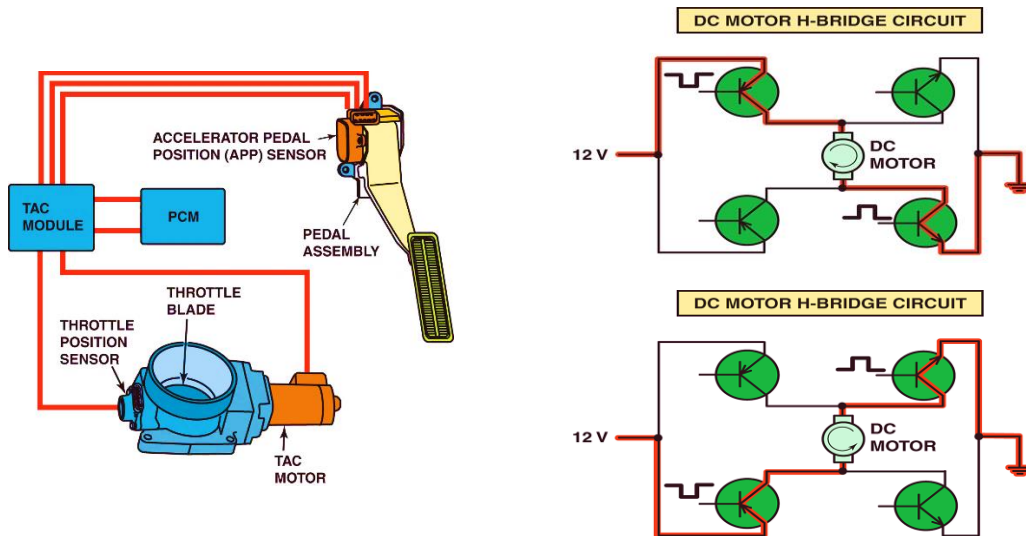 ACCELERATOR PEDAL
POSITION (APP) SENSOR
TAC
MODULE
PCM
PEDAL
ASSEMBLY
THROTTLE
BLADE
THROTTLE
POSITION
SENSOR
TAC
MOTOR
DC MOTOR H-BRIDGE CIRCUIT
12 V
DC
MOTOR
DC MOTOR H-BRIDGE CIRCUIT
12 V
DC
MOTOR